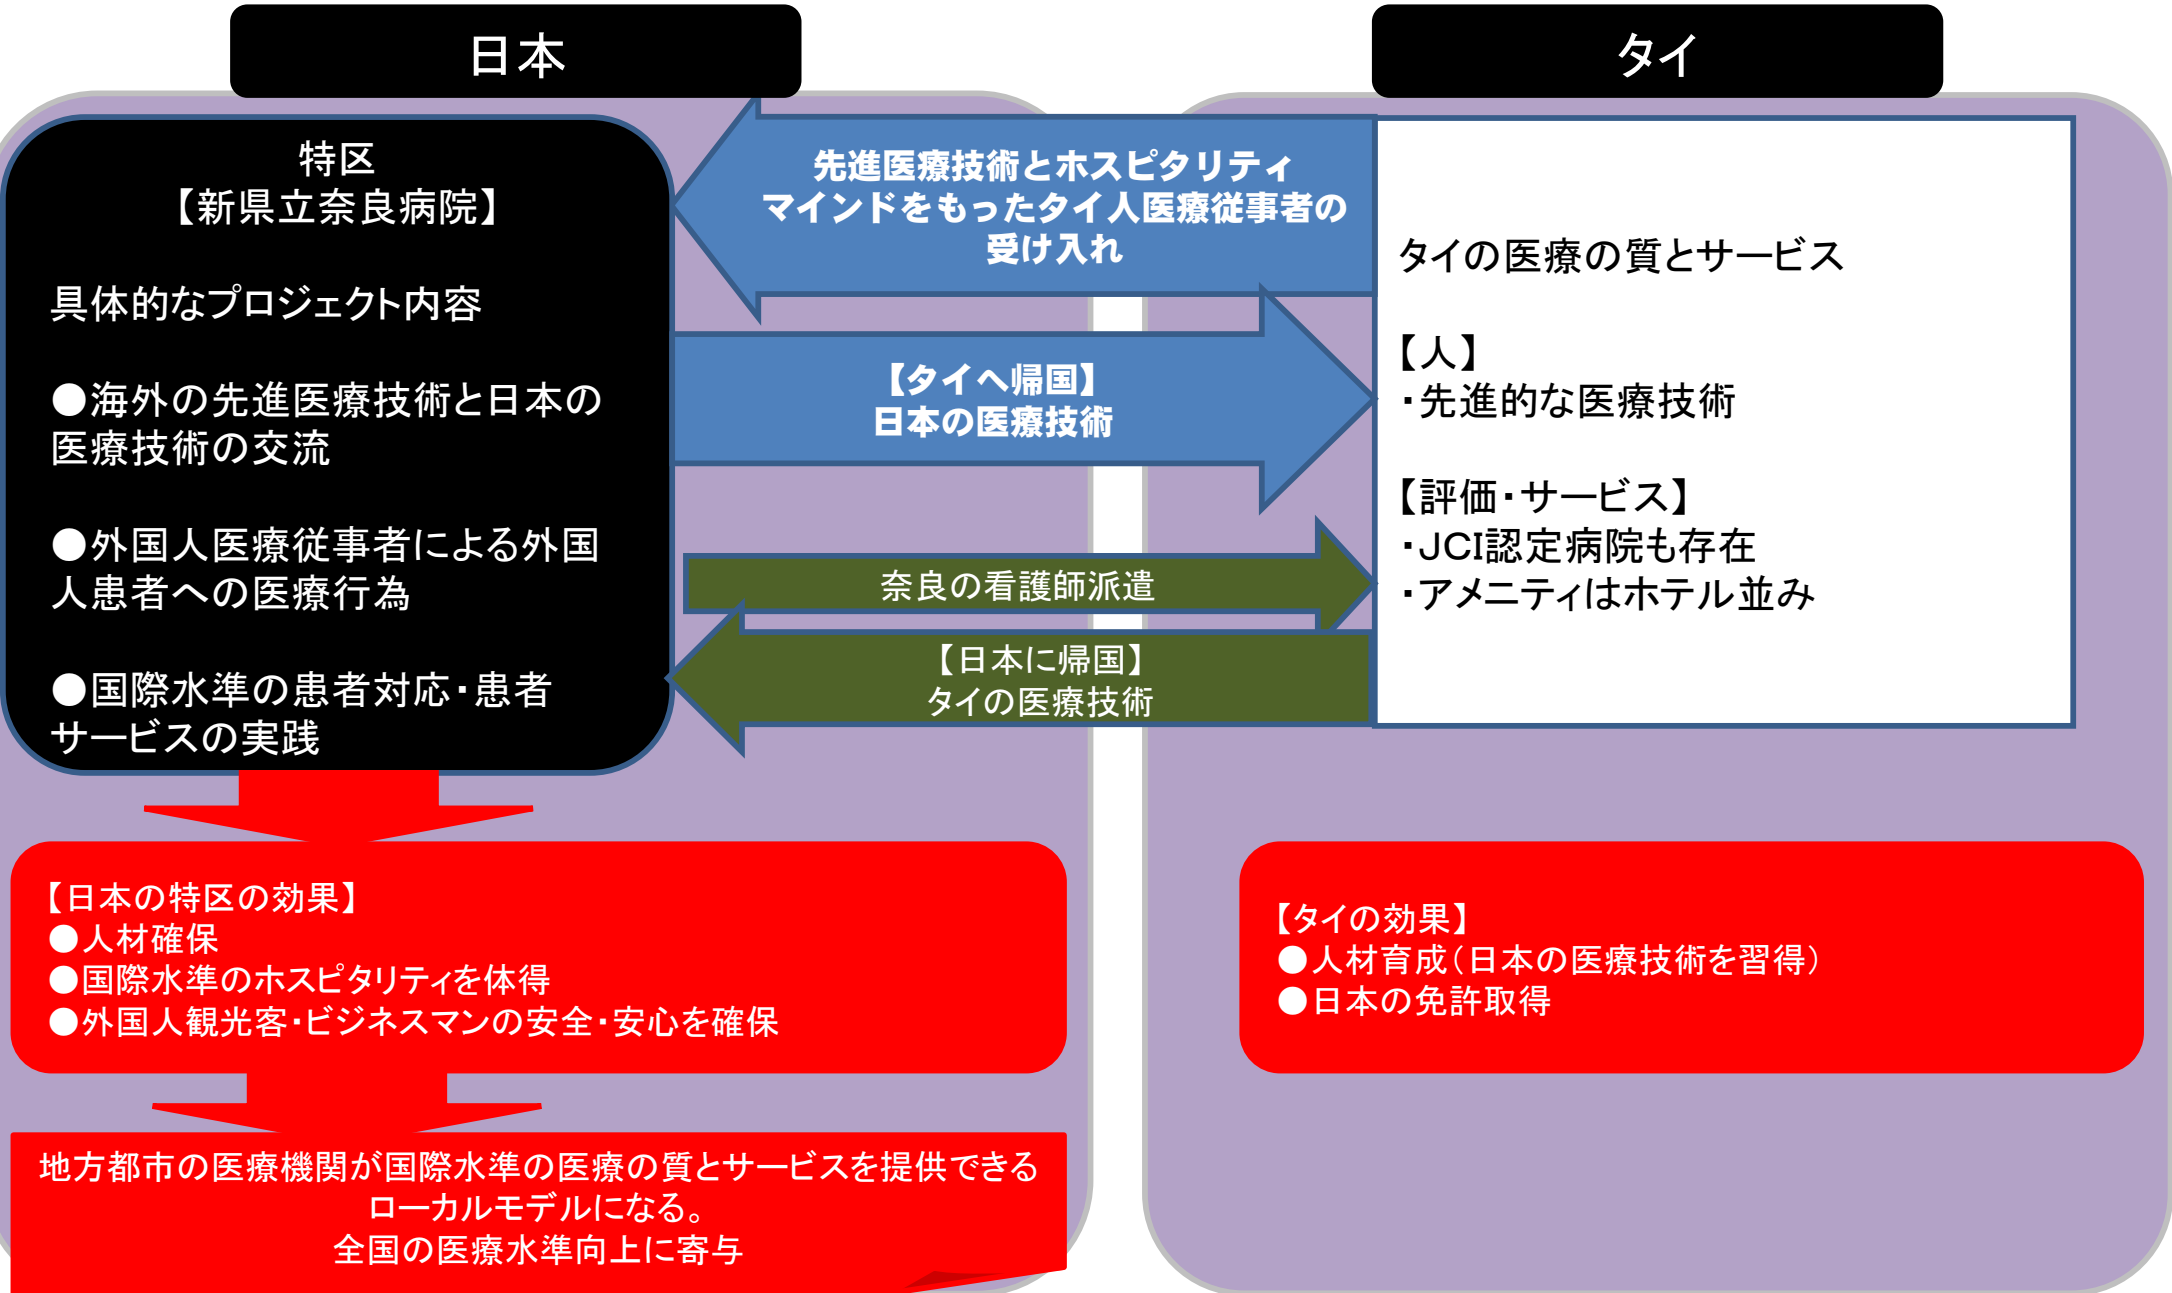 日本
タイ
特区
【新県立奈良病院】
具体的なプロジェクト内容
●海外の先進医療技術と日本の
医療技術の交流
●外国人医療従事者による外国
人患者への医療行為
●国際水準の患者対応・患者
サービスの実践
先進医療技術とホスピタリティ
マインドをもったタイ人医療従事者の
受け入れ
【タイへ帰国】
日本の医療技術
奈良の看護師派遣
【日本に帰国】
タイの医療技術
タイの医療の質とサービス
【人】
・先進的な医療技術
【評価・サービス】
・JCI認定病院も存在
・アメニティはホテル並み
【日本の特区の効果】
●人材確保
●国際水準のホスピタリティを体得
●外国人観光客・ビジネスマンの安全・安心を確保
【タイの効果】
●人材育成（日本の医療技術を習得）
●日本の免許取得
地方都市の医療機関が国際水準の医療の質とサービスを提供できる
ローカルモデルになる。
全国の医療水準向上に寄与